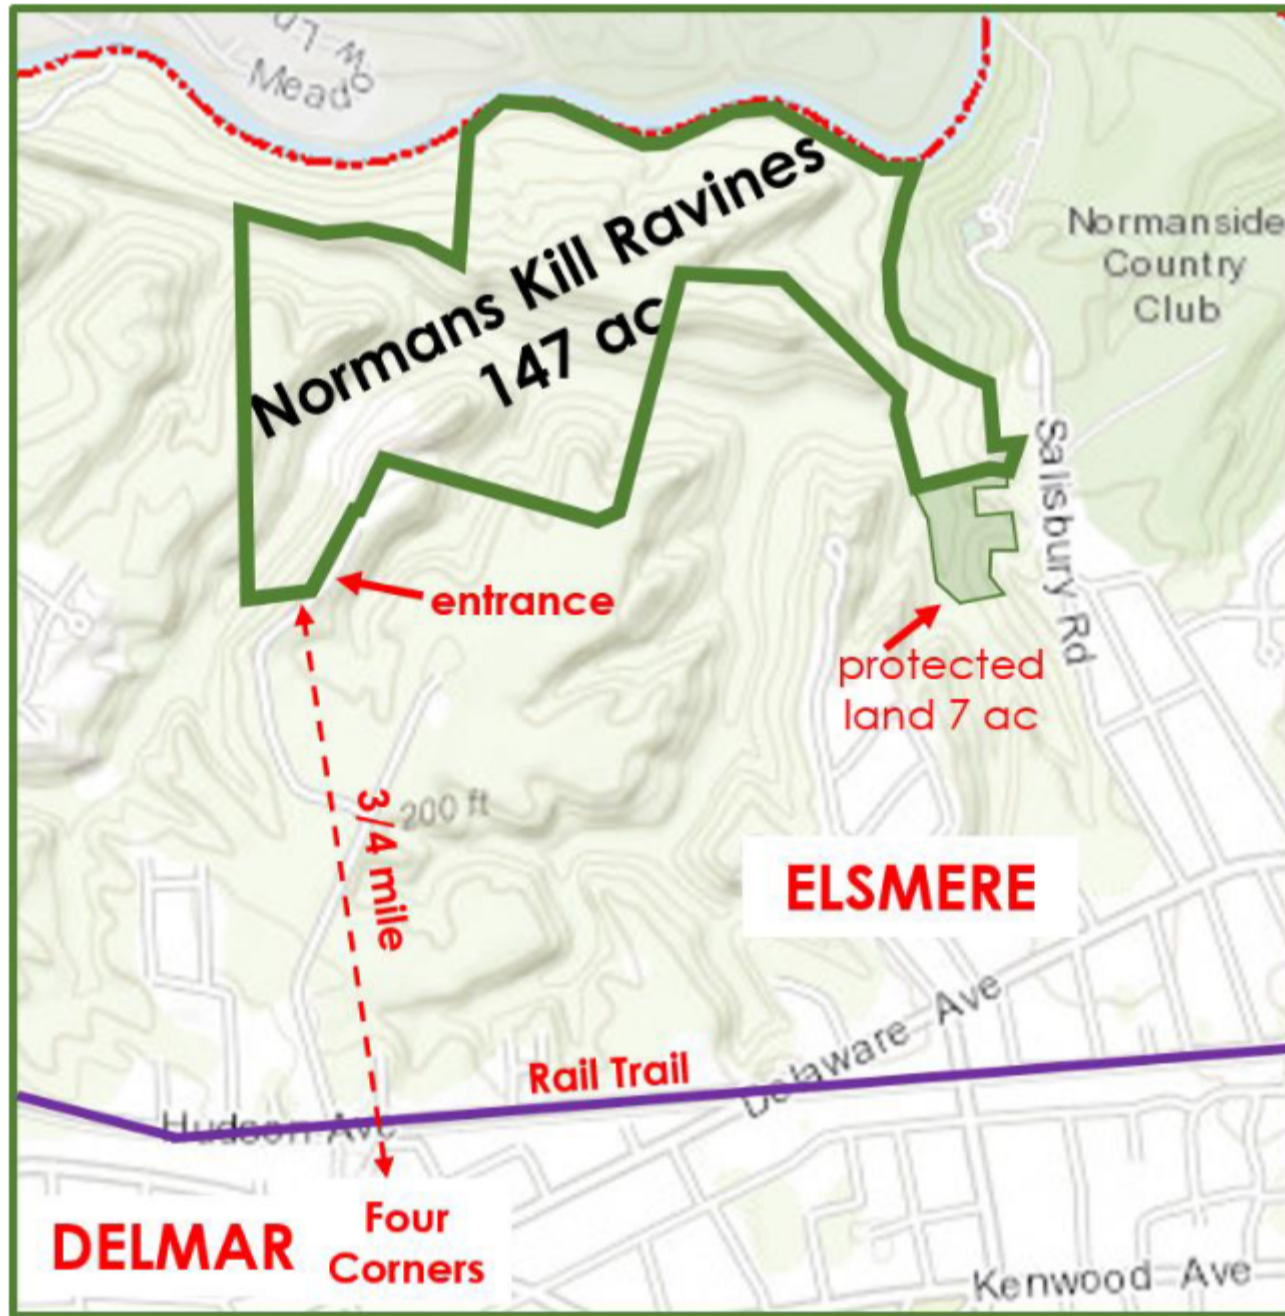 W Ln
Meado
Normans Kill Ravines
147 ac
Normanside
Country
Club
Salisbury Rd
entrance
protected
land 7 ac
3/4 mile
200 ft
ELSMERE
Delaware Ave
Rail Trail
Hudson Ave
Four
Corners
DELMAR
Kenwood Ave